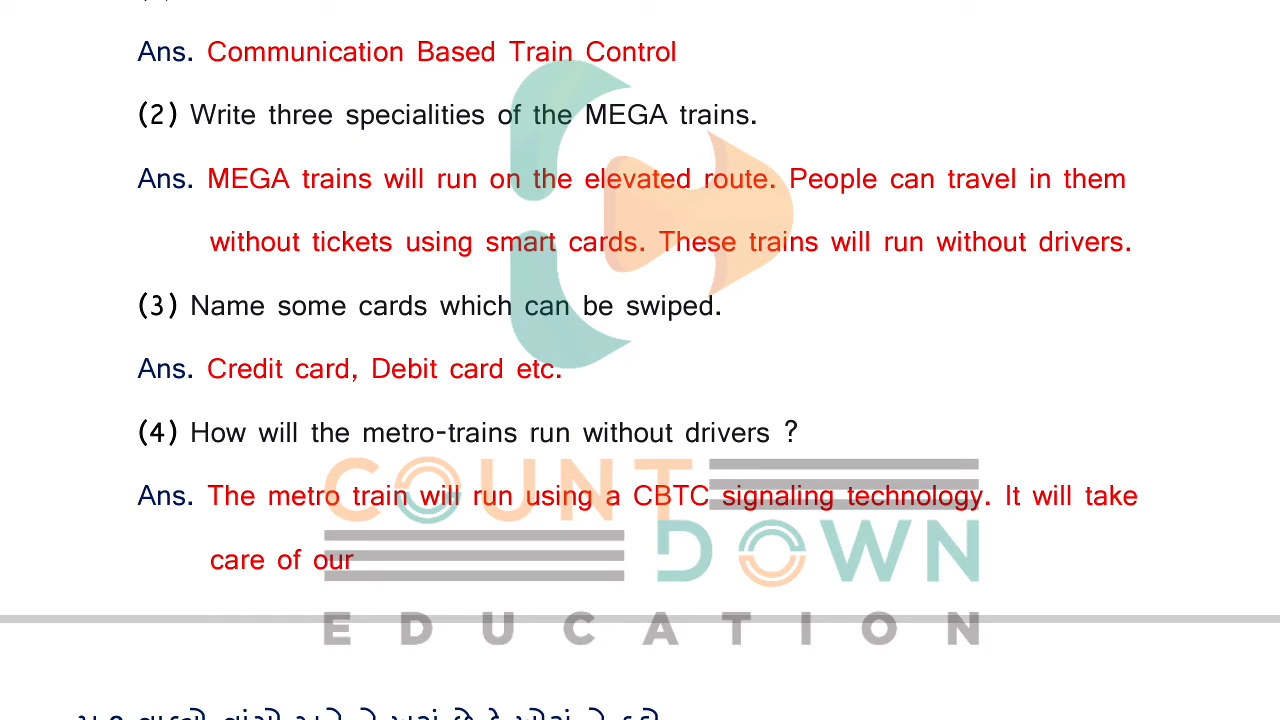 Ans. Communication Based Train Control
(2) Write three specialities of the MEGA trains.
Ans. MEGA trains will run on the elevated route. People can travel in them
without tickets using smart cards. These trains will run without drivers.
(3) Name some cards which can be swiped.
Ans. Credit card, Debit card etc.
(4) How will the metro-trains run without drivers ?
Ans. The metro train will run using a CBTC signaling technology. It will take
care of our
COUNT
DOWN
EDUCATION